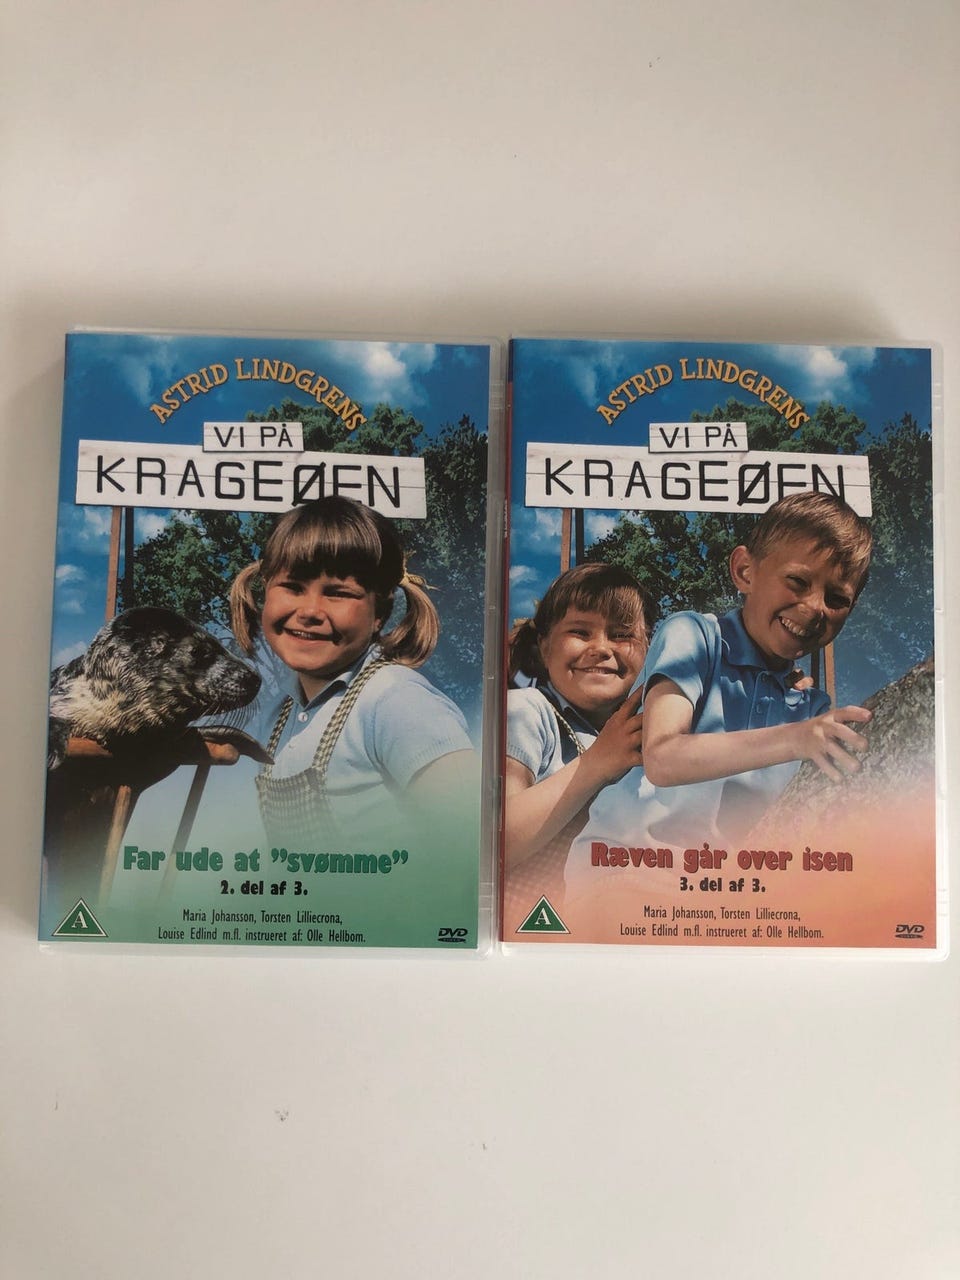 ASTRID LINDGRENS
VI PÅ
KRAGEØEN
Far ude at "svømme"
2. del af 3.
A
Maria Johansson, Torsten Lilliecrona,
Louise Edlind m.fl. instrueret af: Olle Hellbom.
DVD
ASTRID LINDGRENS
VI PÅ
KRAGEØEN
Ræven går over isen
3. del af 3.
A
Maria Johansson, Torsten Lilliecrona,
Louise Edlind m.fl. instrueret af: Olle Hellbom.
DVD